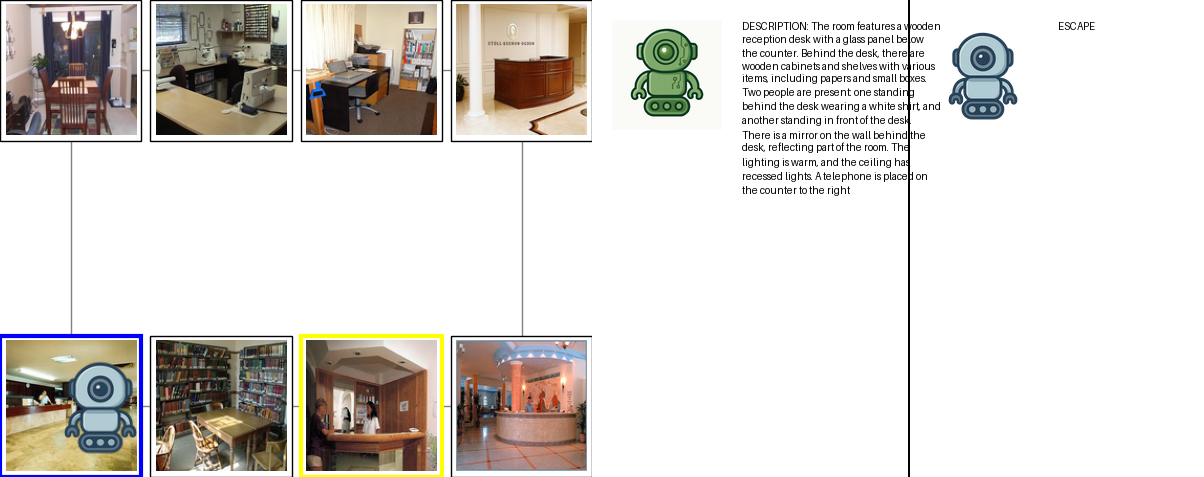 DESCRIPTION: The room features a wooden
reception desk with a glass panel below
the counter. Behind the desk, there are
wooden cabinets and shelves with various
items, including papers and small boxes.
Two people are present: one standing
behind the desk wearing a white shirt, and
another standing in front of the desk.
There is a mirror on the wall behind the
desk, reflecting part of the room. The
lighting is warm, and the ceiling has
recessed lights. A telephone is placed on
the counter to the right
ESCAPE